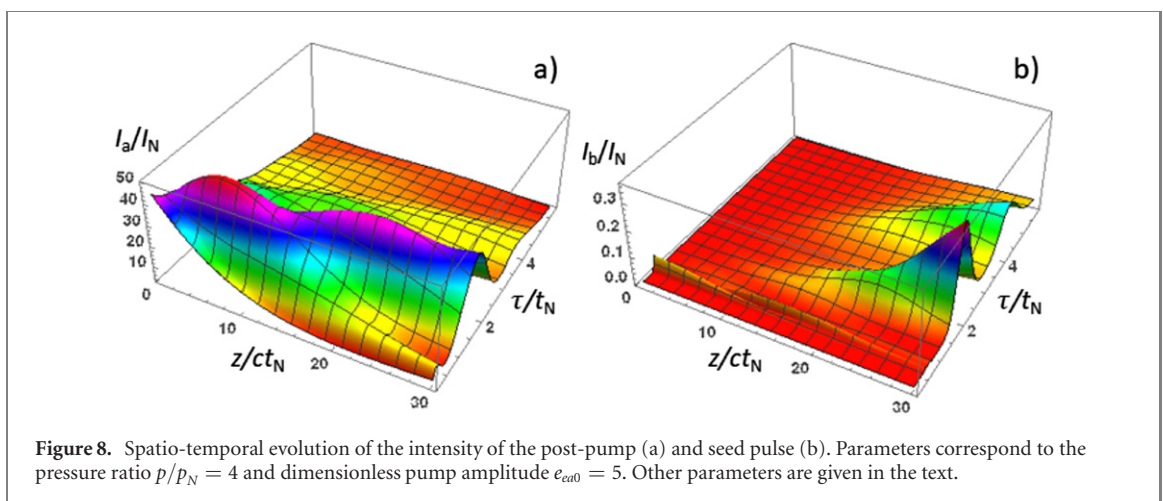 a)
I_a/I_N
50
40
30
20
10
0
10
20
30
z/ct_N
2
4
τ/t_N
b)
I_b/I_N
0.3
0.2
0.1
0.0
0
10
20
30
z/ct_N
2
4
τ/t_N
Figure 8. Spatio-temporal evolution of the intensity of the post-pump (a) and seed pulse (b). Parameters correspond to the
pressure ratio p/p_N = 4 and dimensionless pump amplitude e_ea0 = 5. Other parameters are given in the text.